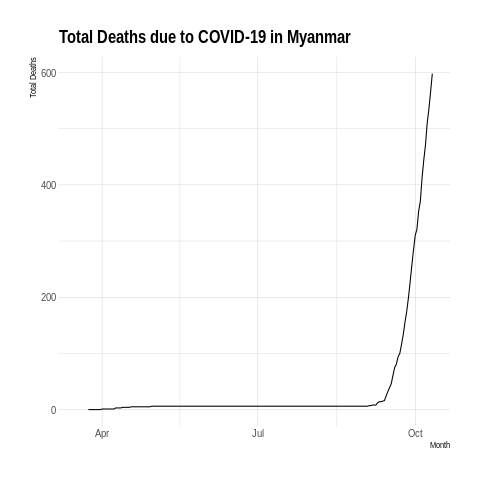 Total Deaths due to COVID-19 in Myanmar
Total Deaths
600
400
200
0
Apr
Jul
Oct
Month